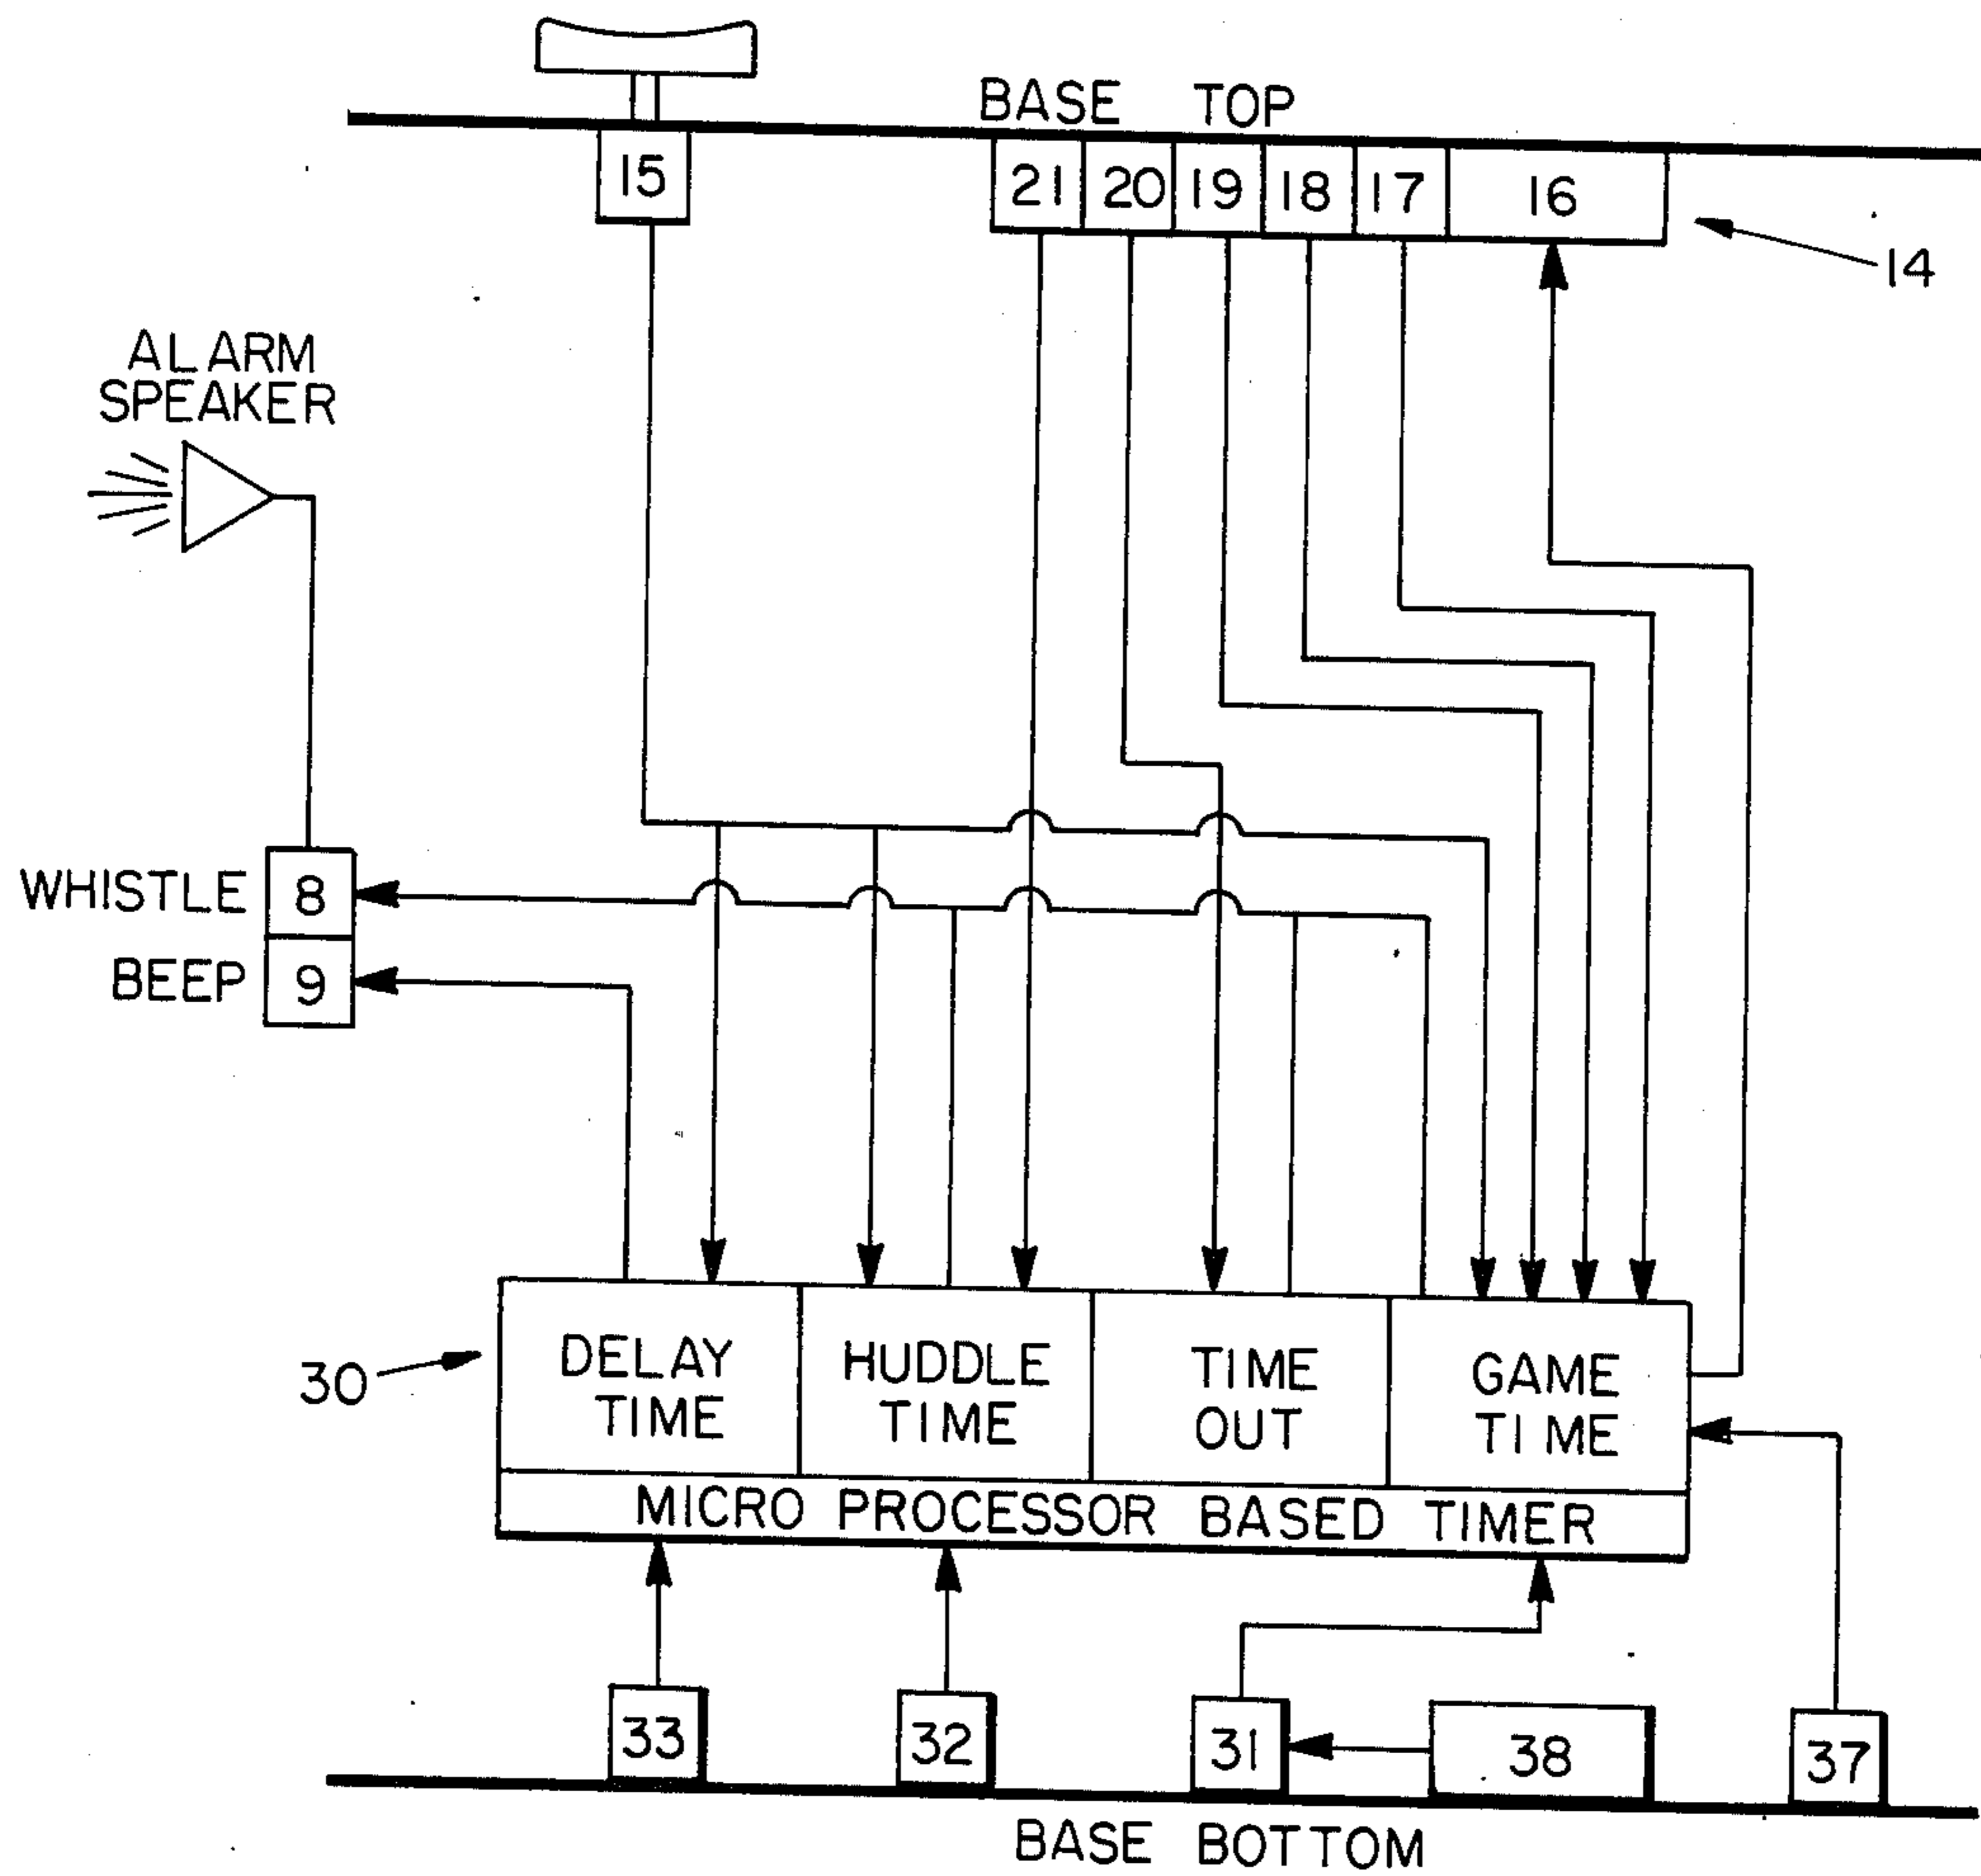 BASE TOP
15
21 20 19 18 17 16
14
ALARM
SPEAKER
WHISTLE 8
BEEP 9
30
DELAY
TIME
HUDDLE
TIME
TIME
OUT
GAME
TIME
MICRO PROCESSOR BASED TIMER
33 32 31 38 37
BASE BOTTOM